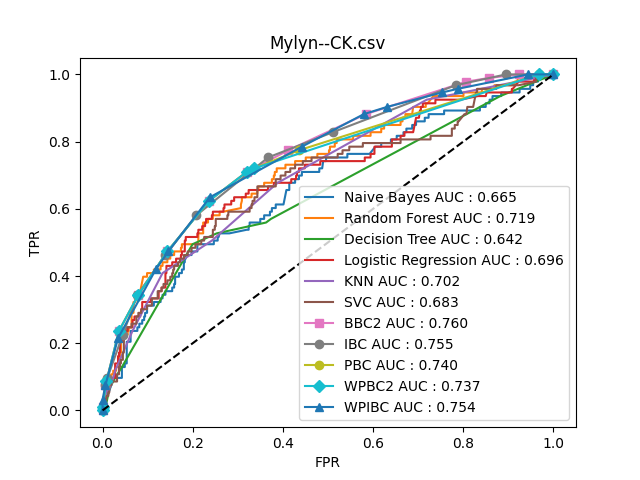 Mylyn--CK.csv
1.0
0.8
0.6
0.4
0.2
0.0
TPR
Naive Bayes AUC : 0.665
Random Forest AUC : 0.719
Decision Tree AUC : 0.642
Logistic Regression AUC : 0.696
KNN AUC : 0.702
SVC AUC : 0.683
BBC2 AUC : 0.760
IBC AUC : 0.755
PBC AUC : 0.740
WPBC2 AUC : 0.737
WPIBC AUC : 0.754
0.0 0.2 0.4 0.6 0.8 1.0
FPR